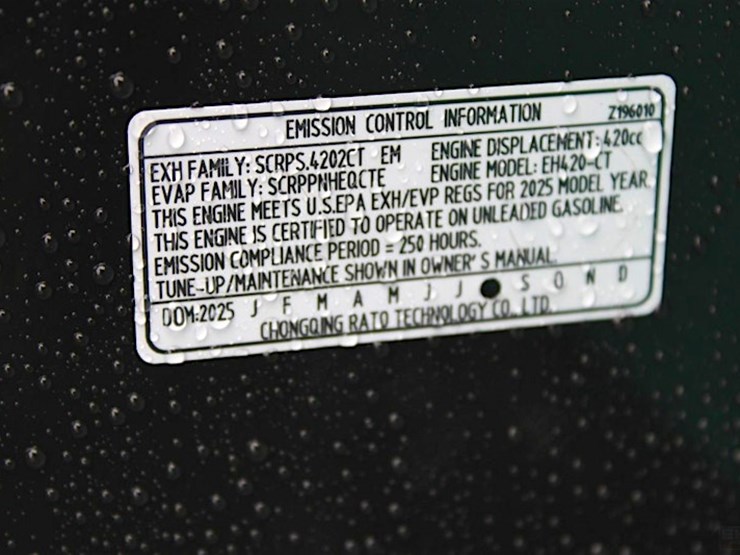 EMISSION CONTROL INFORMATION Z196010
EXH FAMILY: SCRPS.4202CT EM ENGINE DISPLACEMENT: 420cc
EVAP FAMILY: SCRPPNHEQCTE ENGINE MODEL: EH420-CT
THIS ENGINE MEETS U.S.EPA EXH/EVP REGS FOR 2025 MODEL YEAR.
THIS ENGINE IS CERTIFIED TO OPERATE ON UNLEADED GASOLINE.
EMISSION COMPLIANCE PERIOD = 250 HOURS.
TUNE-UP/MAINTENANCE SHOWN IN OWNER' S MANUAL.
DOM:2025 J F M A M J J S O N D
CHONGQING RATO TECHNOLOGY CO., LTD.